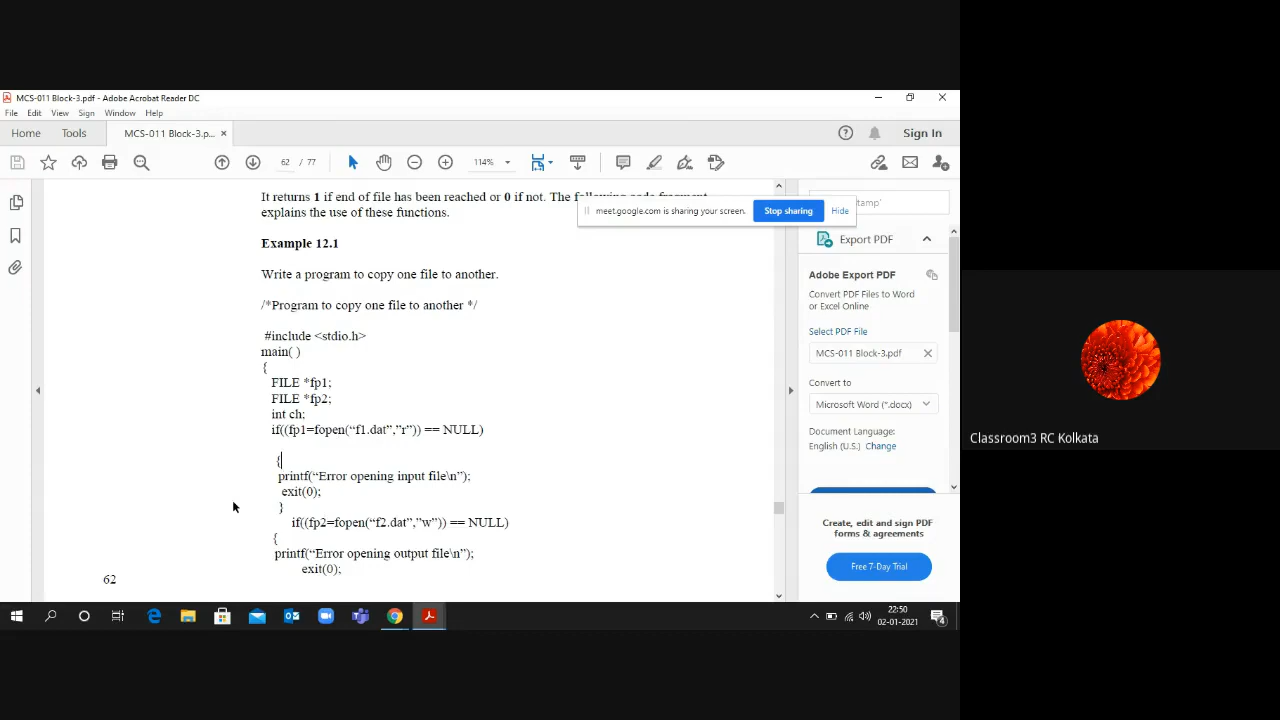 MCS-011 Block-3.pdf - Adobe Acrobat Reader DC
File Edit View Sign Window Help
Home Tools MCS-011 Block-3.p... × Sign In
62 / 77 114%
It returns 1 if end of file has been reached or 0 if not. The following code fragment
explains the use of these functions.
meet.google.com is sharing your screen. Stop sharing Hide
Example 12.1
Write a program to copy one file to another.
/*Program to copy one file to another */
#include <stdio.h>
main( )
{
FILE *fp1;
FILE *fp2;
int ch;
if((fp1=fopen(“f1.dat”,”r”)) == NULL)
{
printf(“Error opening input file\n”);
exit(0);
}
if((fp2=fopen(“f2.dat”,”w”)) == NULL)
{
printf(“Error opening output file\n”);
exit(0);
62
Export PDF
Adobe Export PDF
Convert PDF Files to Word
or Excel Online
Select PDF File
MCS-011 Block-3.pdf
Convert to
Microsoft Word (*.docx)
Document Language:
English (U.S.) Change
Create, edit and sign PDF
forms & agreements
Free 7-Day Trial
22:50
02-01-2021
4
Classroom3 RC Kolkata